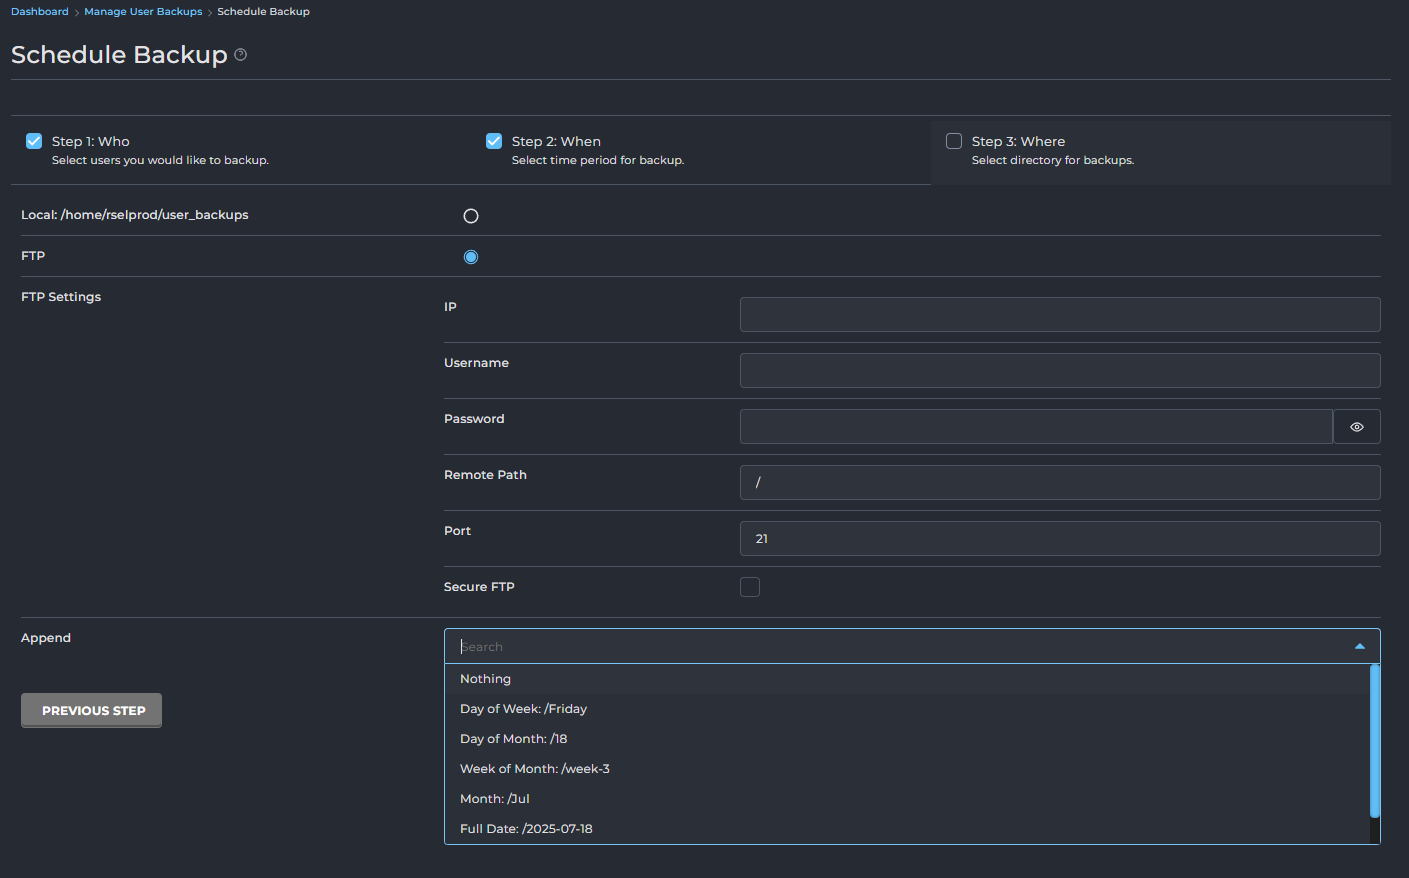 Dashboard > Manage User Backups > Schedule Backup
Schedule Backup
Step 1: Who
Select users you would like to backup.
Step 2: When
Select time period for backup.
Step 3: Where
Select directory for backups.
Local: /home/rselprod/user_backups
FTP
FTP Settings
IP
Username
Password
Remote Path
/
Port
21
Secure FTP
Append
Search
Nothing
Day of Week: /Friday
Day of Month: /18
Week of Month: /week-3
Month: /Jul
Full Date: /2025-07-18
PREVIOUS STEP